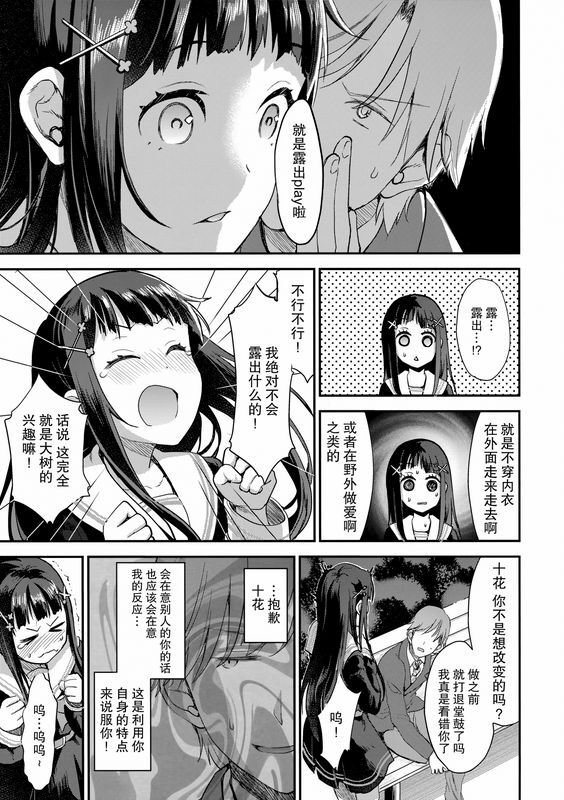 就是露出play啦
露…
露出…!?
不行不行！
我绝对不会
露出什么的！
话说 这完全
就是大树的
兴趣嘛！
就是不穿内衣
在外面走来走去啊
或者在野外做爱啊
之类的
十花 你不是想改变的吗？
做之前
就打退堂鼓了吗
我真是看错你了
呜！
…抱歉
十花
会在意别人的你的话
也应该会在意
我的反应…
这是利用你
自身的特点
来说服你！
呜…呜呜~